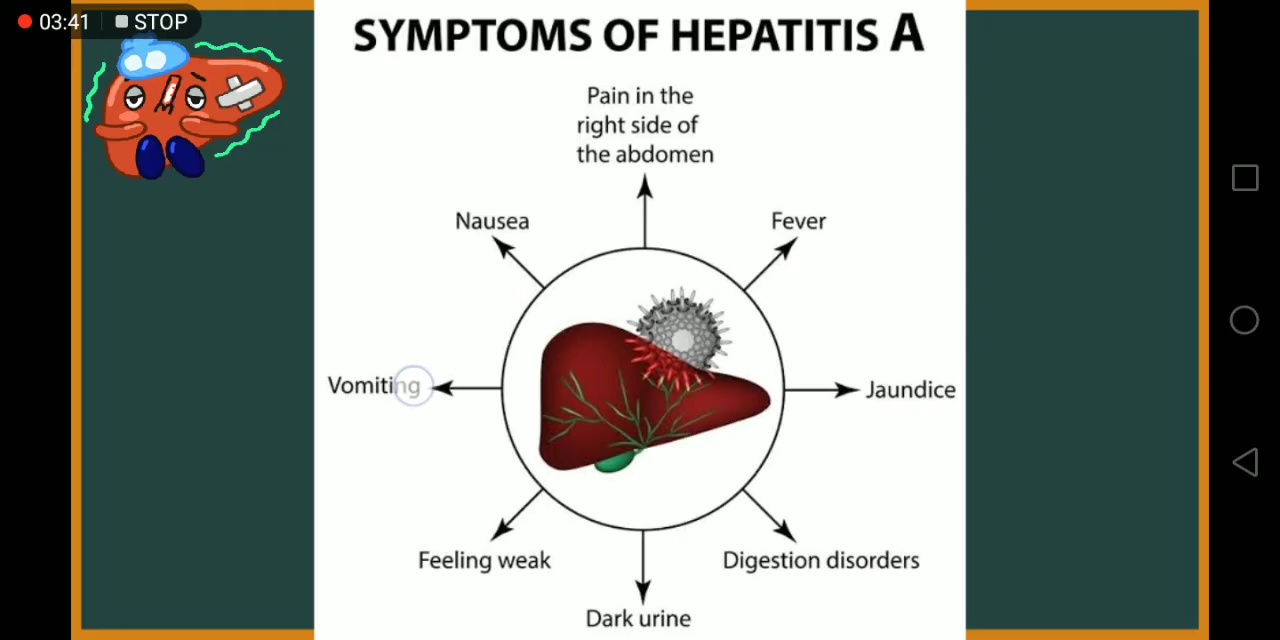 03:41 STOP
SYMPTOMS OF HEPATITIS A
Pain in the
right side of
the abdomen
Nausea
Fever
Vomiting
Jaundice
Feeling weak
Digestion disorders
Dark urine